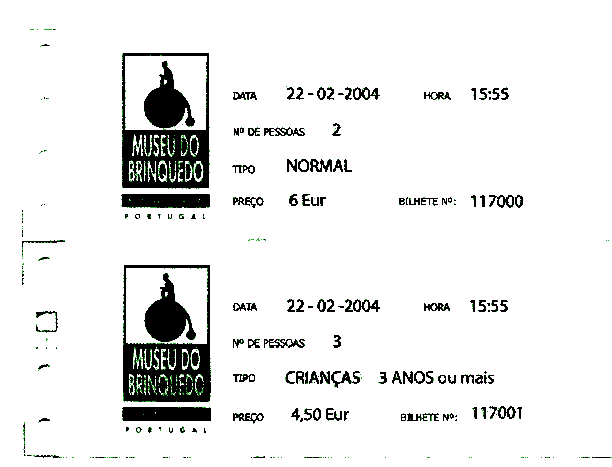 DATA 22-02-2004 HORA 15:55
Nº DE PESSOAS 2
MUSEU DO
BRINQUEDO
TIPO NORMAL
PREÇO 6 Eur BILHETE Nº: 117000
PORTUGAL
DATA 22-02-2004 HORA 15:55
Nº DE PESSOAS 3
MUSEU DO
BRINQUEDO
TIPO CRIANÇAS 3 ANOS ou mais
PREÇO 4,50 Eur BILHETE Nº: 117001
PORTUGAL